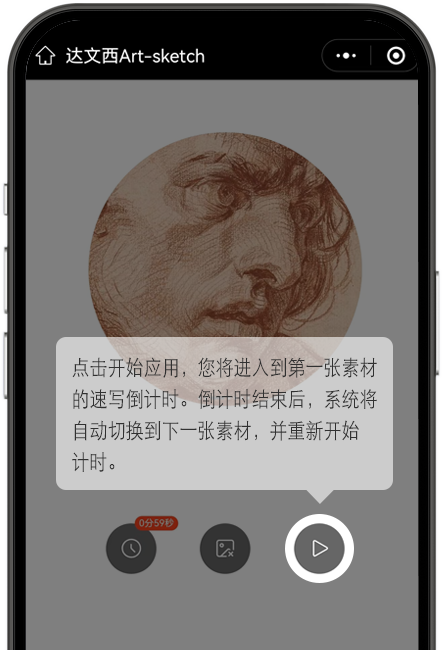 达文西Art-sketch
点击开始应用，您将进入到第一张素材
的速写倒计时。倒计时结束后，系统将
自动切换到下一张素材，并重新开始
计时。
0分59秒